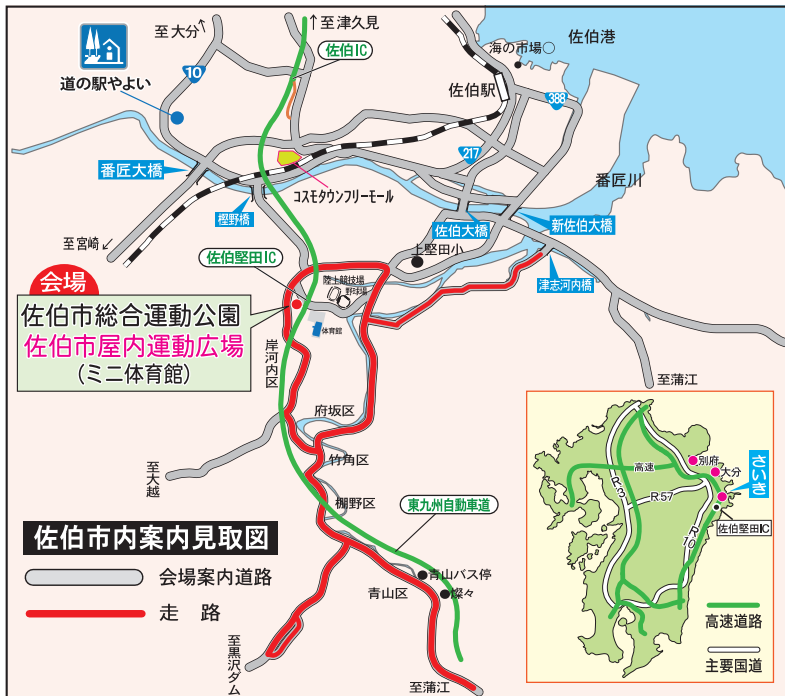 至大分
至津久見
佐伯IC
海の市場○
佐伯港
道の駅やよい
10
佐伯駅
388
217
番匠大橋
コスモタウンフリーモール
番匠川
樫野橋
佐伯大橋
新佐伯大橋
至宮崎
上堅田小
佐伯堅田IC
津志河内橋
会場
陸上競技場
野球場
佐伯市総合運動公園
佐伯市屋内運動広場
(ミニ体育館)
体育館
岸河内区
至蒲江
府坂区
竹角区
至大越
棚野区
東九州自動車道
佐伯市内案内見取図
会場案内道路
走路
青山バス停
青山区
燦々
至黒沢ダム
至蒲江
別府
大分
さいき
高速
R3
R57
R10
佐伯堅田IC
高速道路
主要国道